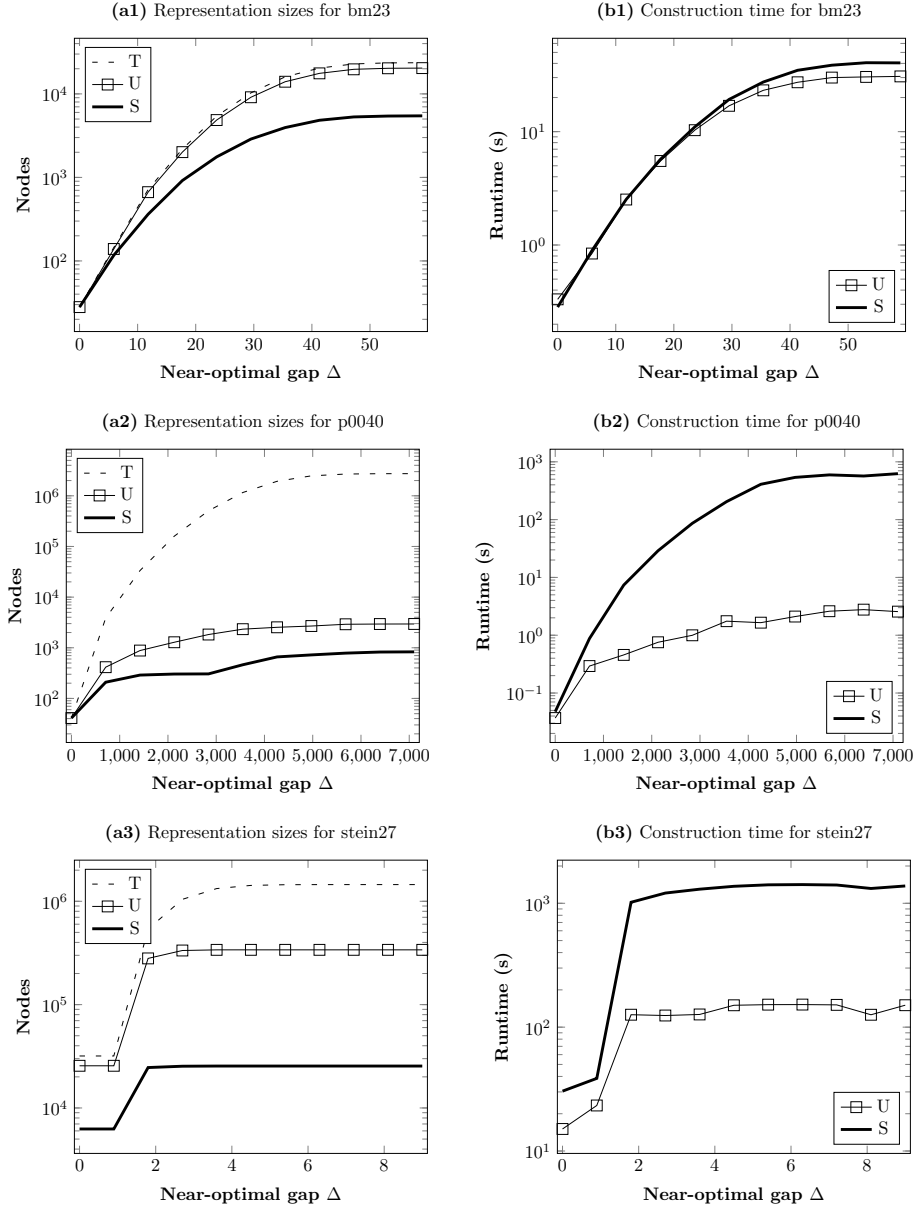 (a1) Representation sizes for bm23
T
U
S
10^4
10^3
10^2
Nodes
0 10 20 30 40 50
Near-optimal gap Δ
(b1) Construction time for bm23
10^1
10^0
Runtime (s)
U
S
0 10 20 30 40 50
Near-optimal gap Δ
(a2) Representation sizes for p0040
T
U
S
10^6
10^5
10^4
10^3
10^2
Nodes
0 1,000 2,000 3,000 4,000 5,000 6,000 7,000
Near-optimal gap Δ
(b2) Construction time for p0040
10^3
10^2
10^1
10^0
10^−1
Runtime (s)
U
S
0 1,000 2,000 3,000 4,000 5,000 6,000 7,000
Near-optimal gap Δ
(a3) Representation sizes for stein27
T
U
S
10^6
10^5
10^4
Nodes
0 2 4 6 8
Near-optimal gap Δ
(b3) Construction time for stein27
10^3
10^2
10^1
Runtime (s)
U
S
0 2 4 6 8
Near-optimal gap Δ